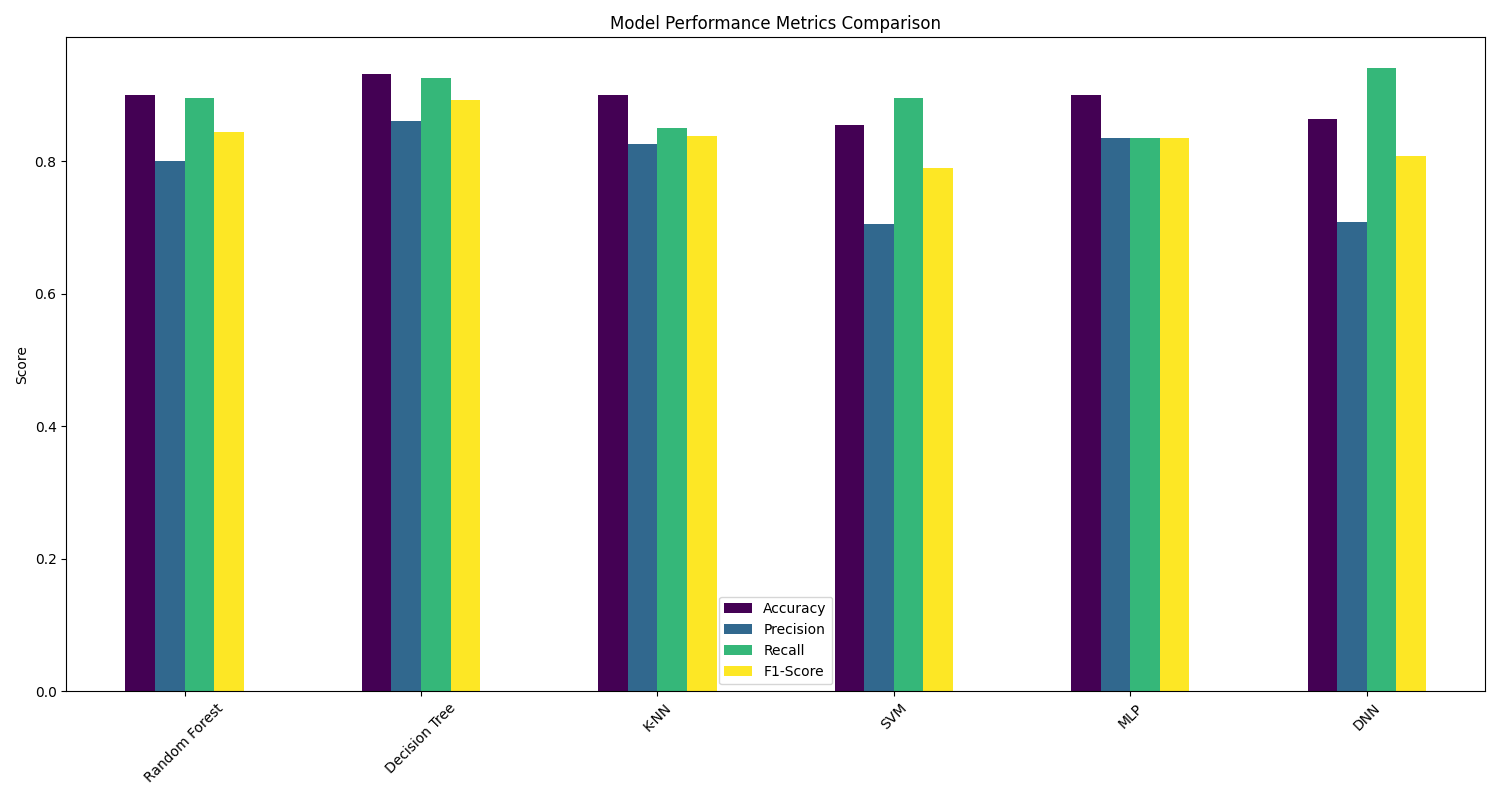 Model Performance Metrics Comparison
Score
0.8
0.6
0.4
0.2
0.0
Accuracy
Precision
Recall
F1-Score
Random Forest
Decision Tree
K-NN
SVM
MLP
DNN